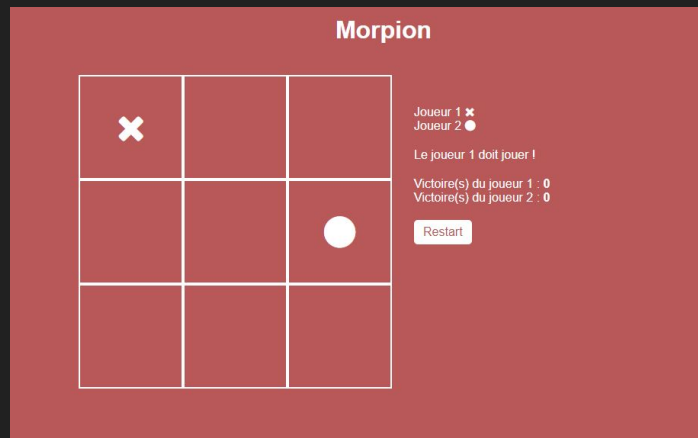 Morpion
Joueur 1 ✖
Joueur 2 ●
Le joueur 1 doit jouer !
Victoire(s) du joueur 1 : 0
Victoire(s) du joueur 2 : 0
Restart